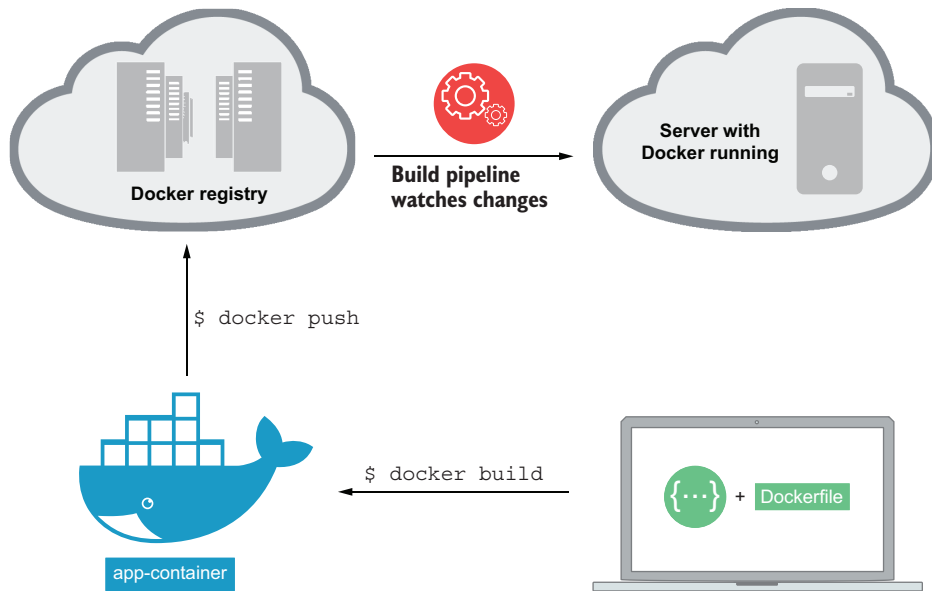 Docker registry
Build pipeline
watches changes
Server with
Docker running
$ docker push
$ docker build
{...} + Dockerfile
app-container